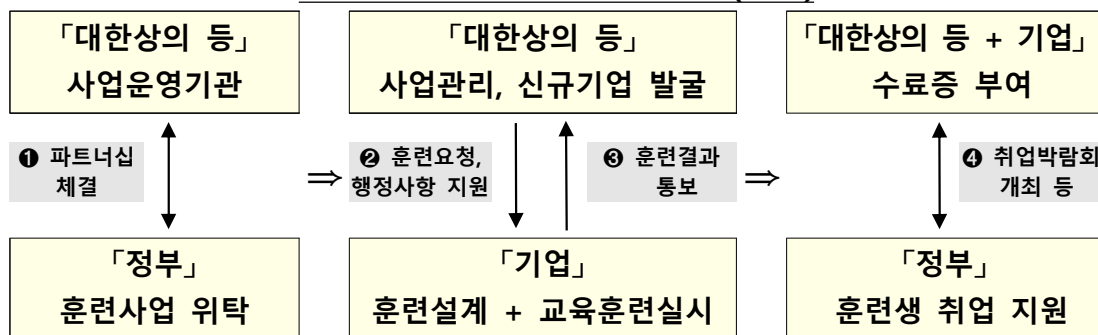 「대한상의 등」
사업운영기관
「대한상의 등」
사업관리, 신규기업 발굴
「대한상의 등 + 기업」
수료증 부여
❶ 파트너십
체결
⇒
❷ 훈련요청,
행정사항 지원
❸ 훈련결과
통보
⇒
❹ 취업박람회
개최 등
「정부」
훈련사업 위탁
「기업」
훈련설계 + 교육훈련실시
「정부」
훈련생 취업 지원